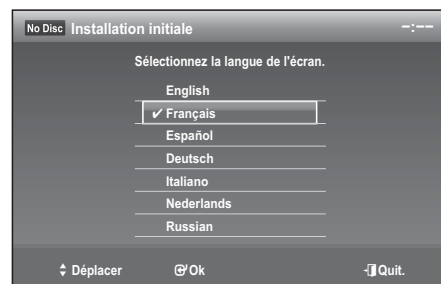 No Disc Installation initiale -:--
Sélectionnez la langue de l'écran.
English
✔ Français
Español
Deutsch
Italiano
Nederlands
Russian
Déplacer Ok Quit.